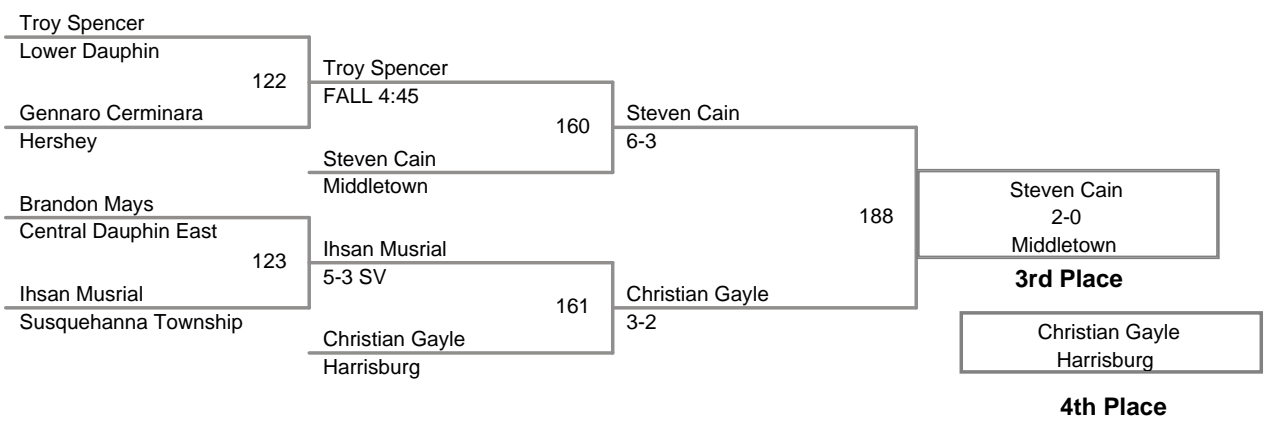 Troy Spencer
Lower Dauphin
122
Troy Spencer
FALL 4:45
Gennaro Cerminara
Hershey
160
Steven Cain
6-3
Steven Cain
Middletown
Brandon Mays
Central Dauphin East
123
Ihsan Musrial
5-3 SV
Ihsan Musrial
Susquehanna Township
161
Christian Gayle
3-2
Christian Gayle
Harrisburg
188
Steven Cain
2-0
Middletown
3rd Place
Christian Gayle
Harrisburg
4th Place